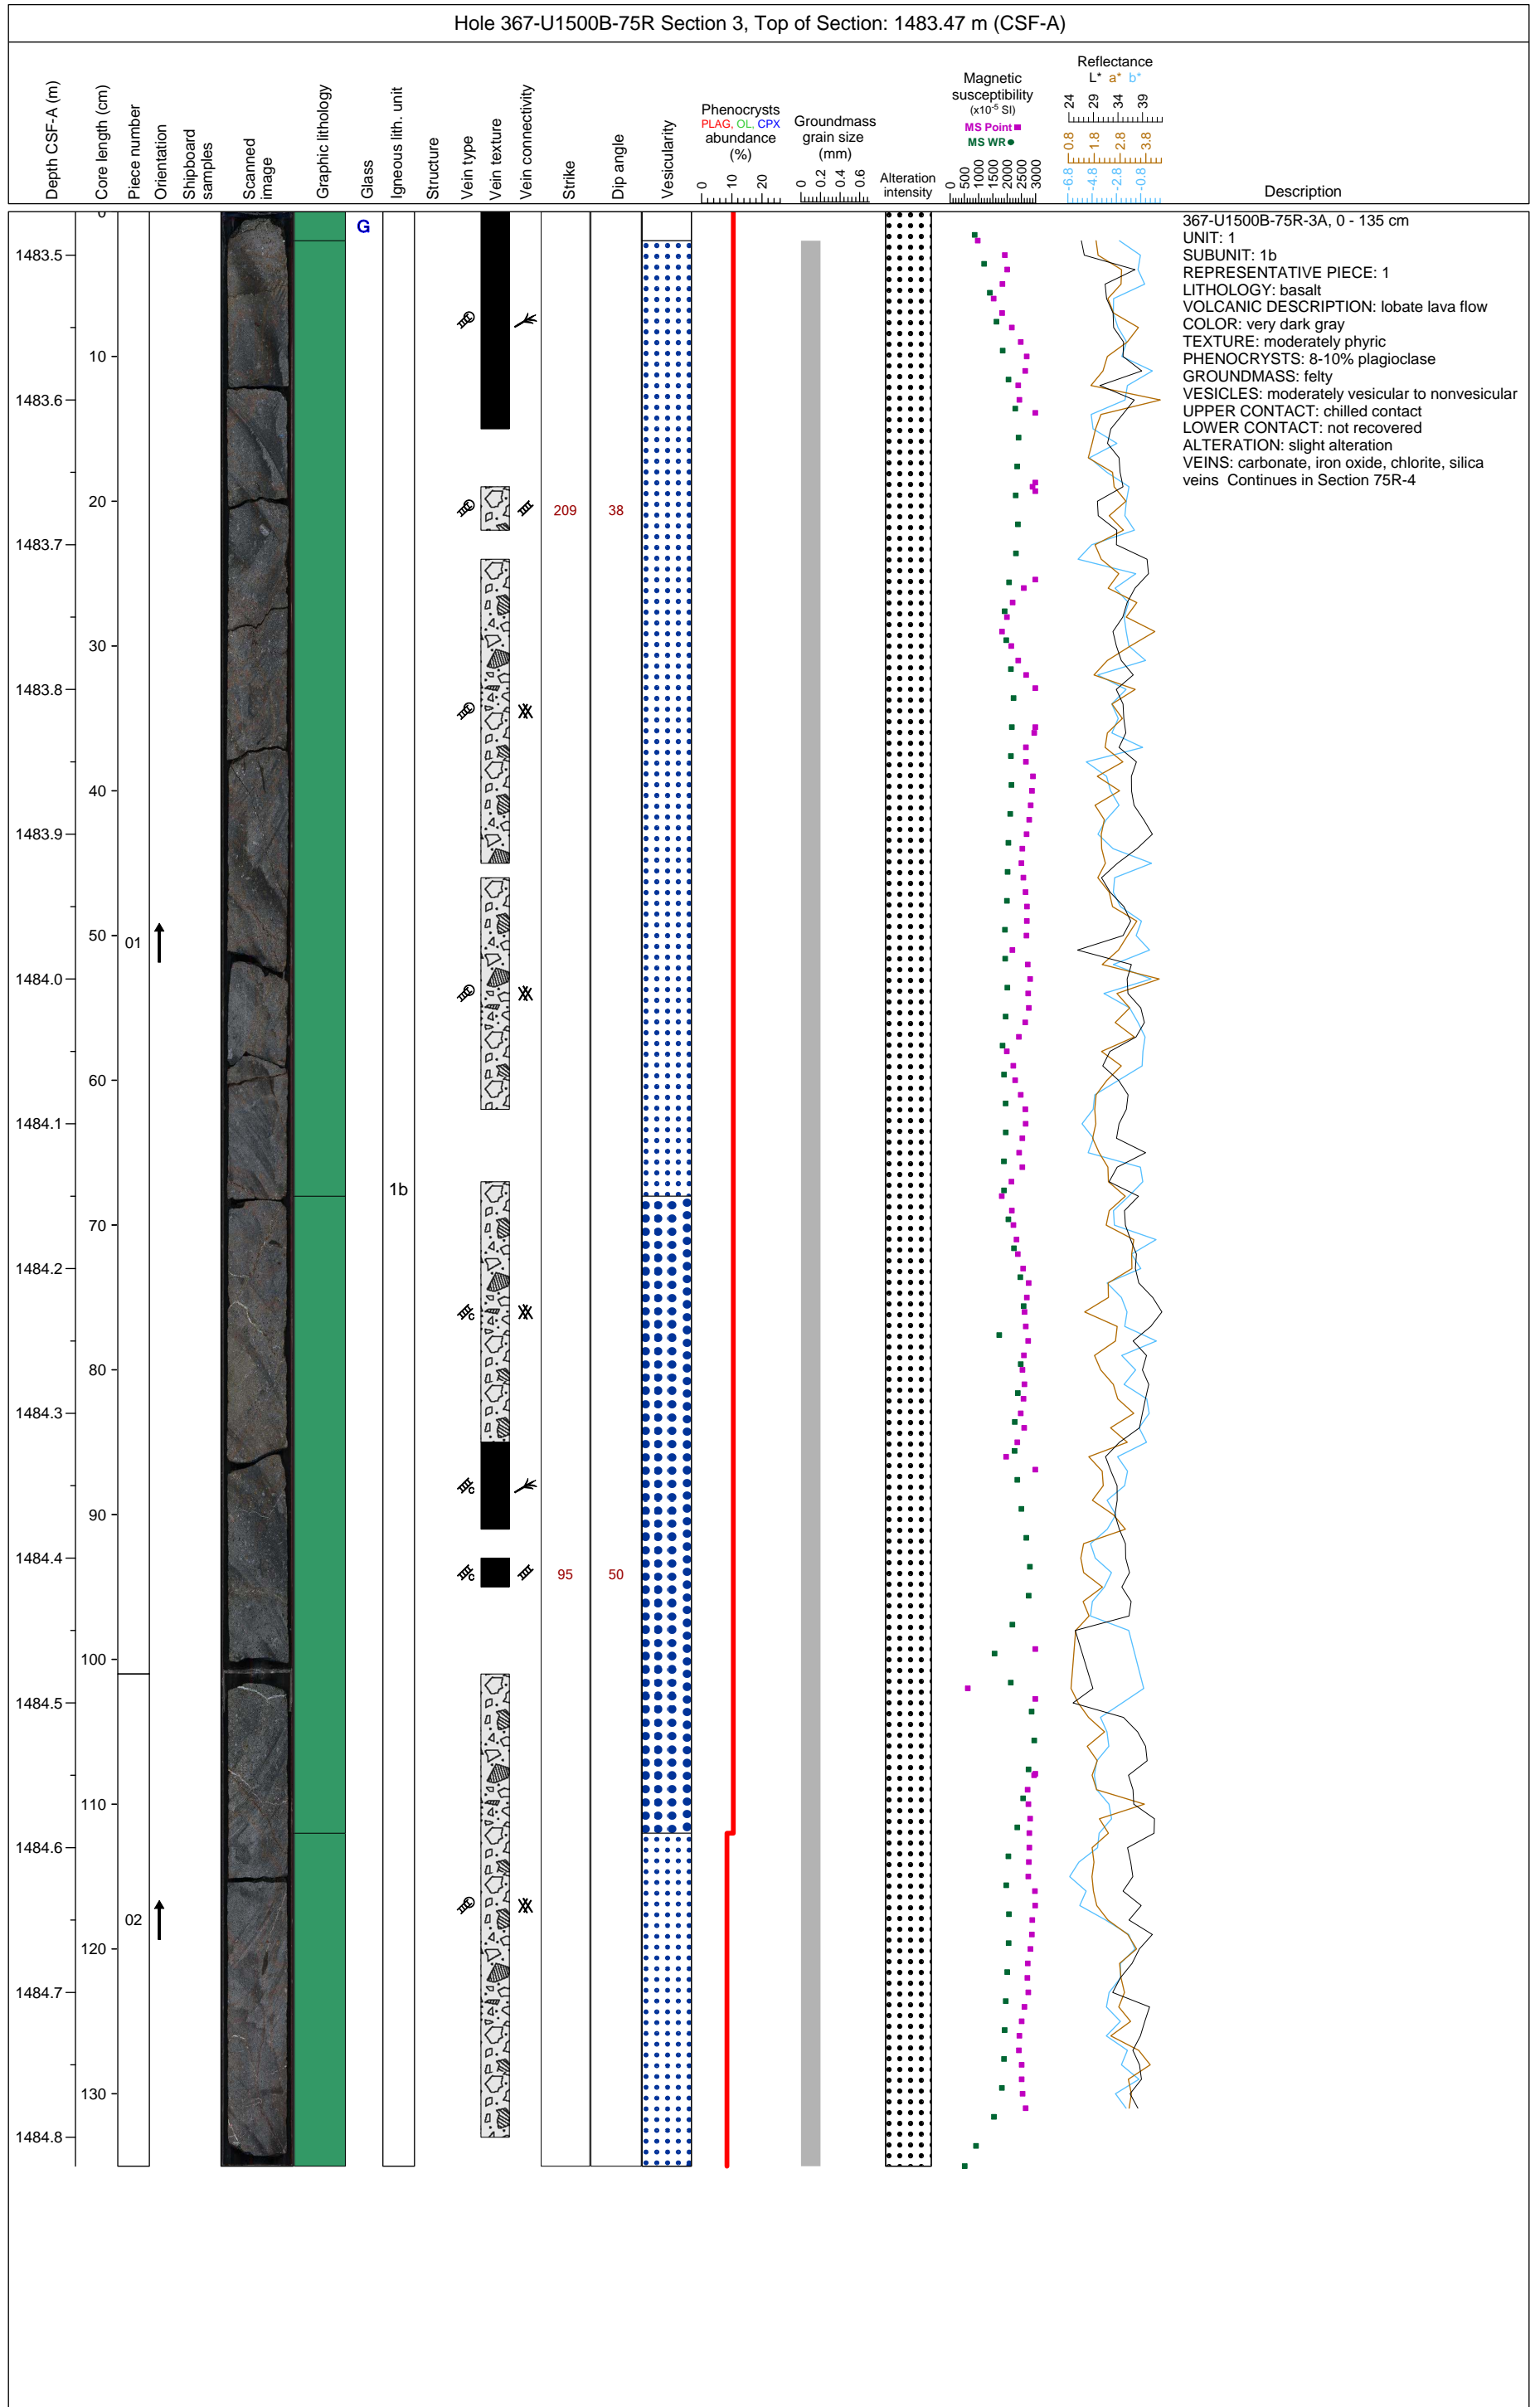 Hole 367-U1500B-75R Section 3, Top of Section: 1483.47 m (CSF-A)
Depth CSF-A (m)
Core length (cm)
Piece number
Orientation
Shipboard
samples
Scanned
image
Graphic lithology
Glass
Igneous lith. unit
Structure
Vein type
Vein texture
Vein connectivity
Strike
Dip angle
Vesicularity
Phenocrysts
PLAG, OL, CPX
abundance
(%)
0 10 20
Groundmass
grain size
(mm)
0 0.2 0.4 0.6
Alteration
intensity
Magnetic
susceptibility
(x10⁻⁵ SI)
MS Point
MS WR
0 500 1000 1500 2000 2500 3000
Reflectance
L* a* b*
24 29 34 39
0.8 1.8 2.8 3.8
-6.8 -4.8 -2.8 -0.8
Description
367-U1500B-75R-3A, 0 - 135 cm
UNIT: 1
SUBUNIT: 1b
REPRESENTATIVE PIECE: 1
LITHOLOGY: basalt
VOLCANIC DESCRIPTION: lobate lava flow
COLOR: very dark gray
TEXTURE: moderately phyric
PHENOCRYSTS: 8-10% plagioclase
GROUNDMASS: felty
VESICLES: moderately vesicular to nonvesicular
UPPER CONTACT: chilled contact
LOWER CONTACT: not recovered
ALTERATION: slight alteration
VEINS: carbonate, iron oxide, chlorite, silica
veins Continues in Section 75R-4
0
G
1483.5
10
1483.6
20
209 38
1483.7
30
1483.8
40
1483.9
50
01
1484.0
60
1484.1
1b
70
1484.2
80
1484.3
90
1484.4
95 50
100
1484.5
110
1484.6
02
120
1484.7
130
1484.8